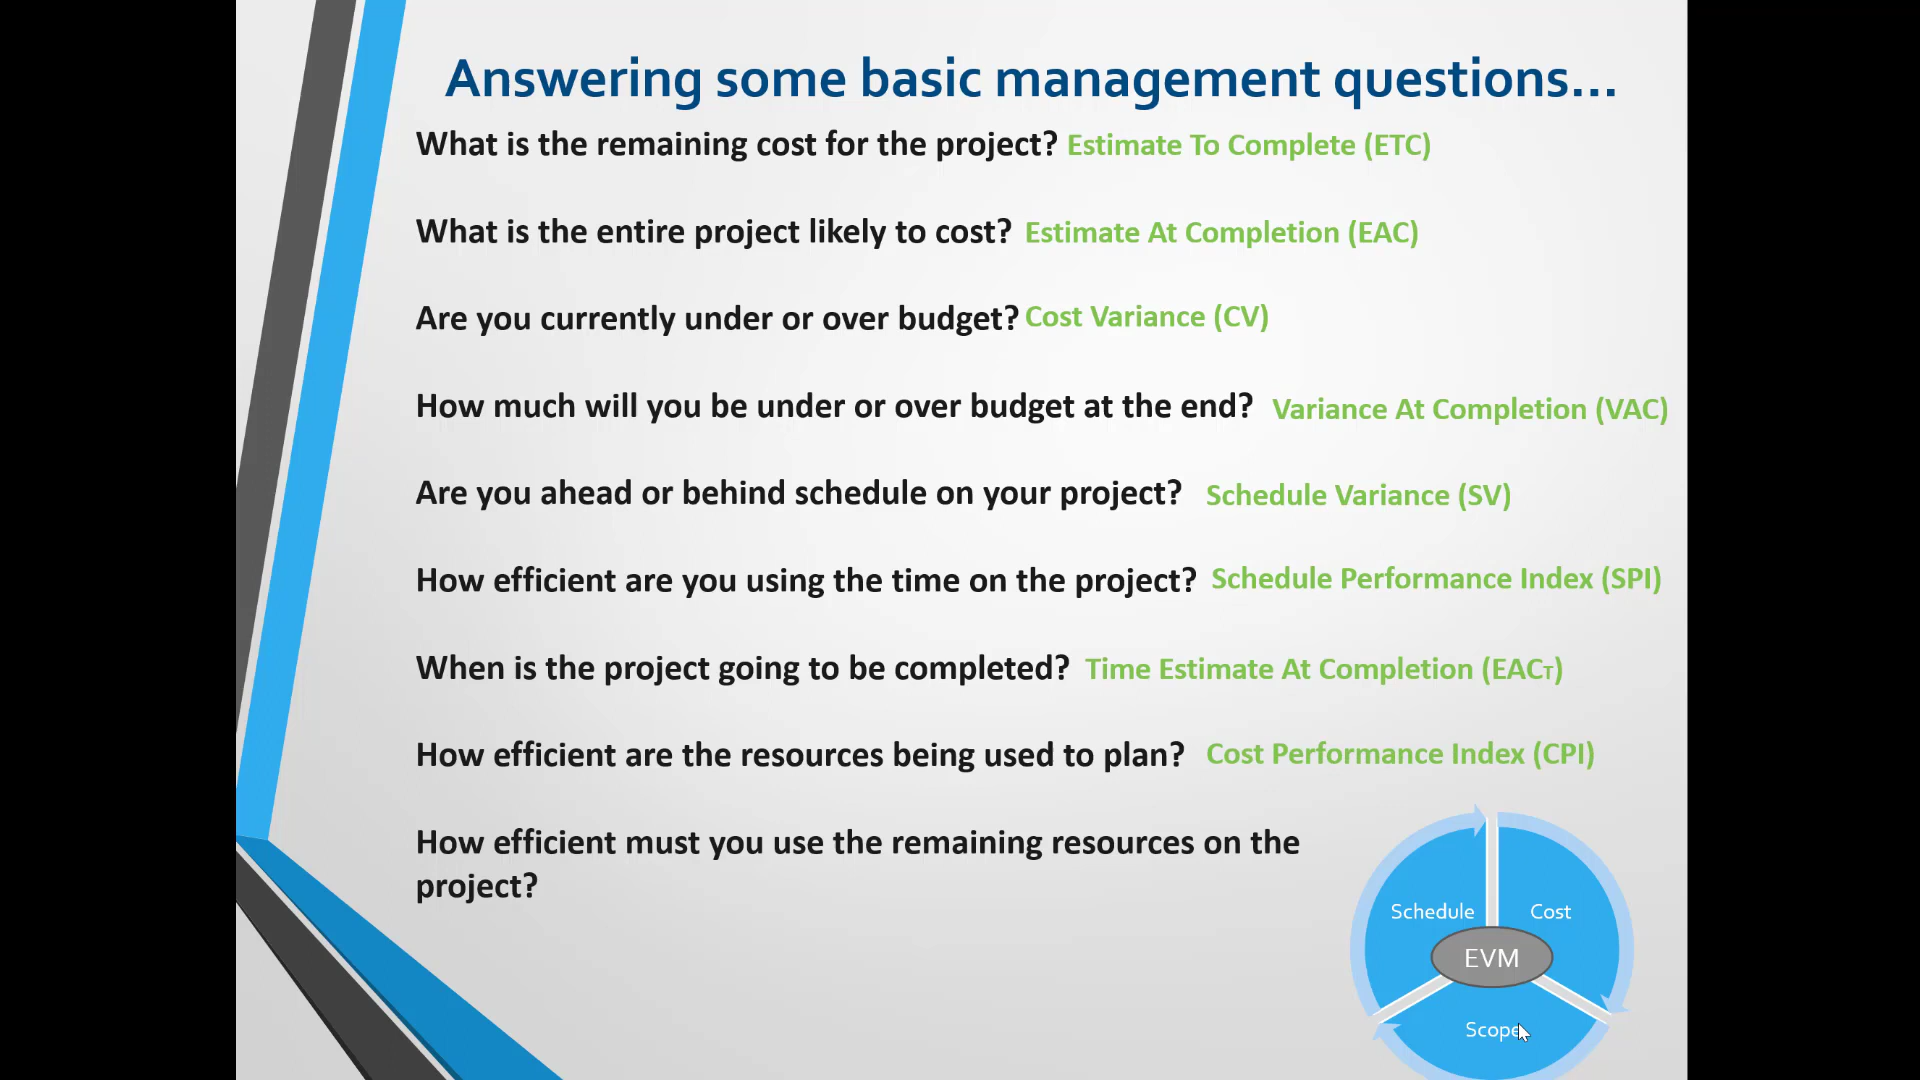 Answering some basic management questions...
What is the remaining cost for the project? Estimate To Complete (ETC)
What is the entire project likely to cost? Estimate At Completion (EAC)
Are you currently under or over budget? Cost Variance (CV)
How much will you be under or over budget at the end? Variance At Completion (VAC)
Are you ahead or behind schedule on your project? Schedule Variance (SV)
How efficient are you using the time on the project? Schedule Performance Index (SPI)
When is the project going to be completed? Time Estimate At Completion (EACT)
How efficient are the resources being used to plan? Cost Performance Index (CPI)
How efficient must you use the remaining resources on the
project?
Schedule Cost
EVM
Scope